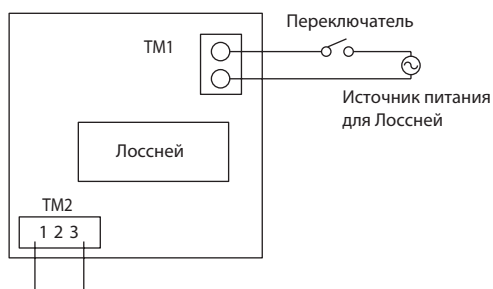 Переключатель
TM1
Источник питания
для Лоссней
Лоссней
TM2
1 2 3